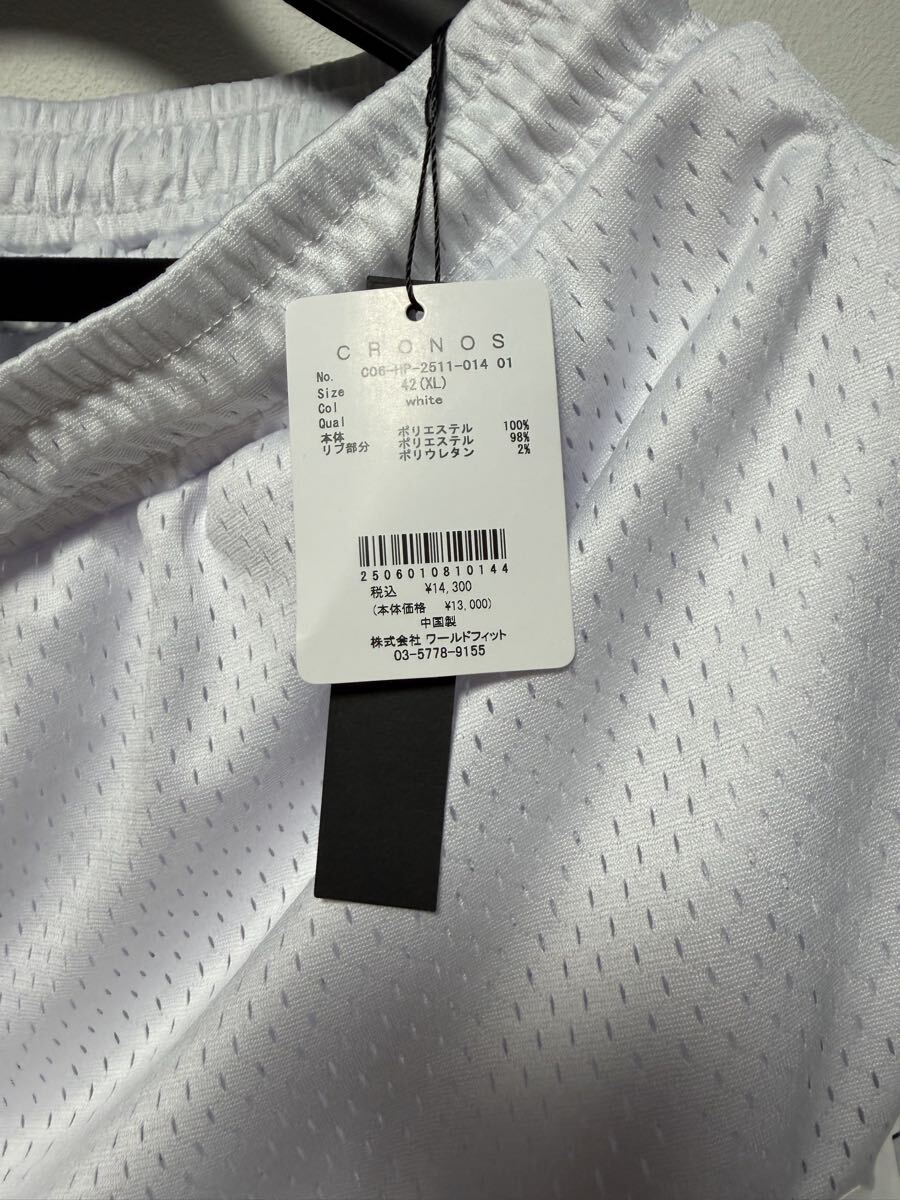 CRONOS
No. C06-HP-2511-014 01
Size 42(XL)
Col white
Qual
本体 ポリエステル 100%
リブ部分 ポリエステル 98%
ポリウレタン 2%
2506010810144
税込 ¥14,300
(本体価格 ¥13,000)
中国製
株式会社 ワールドフィット
03-5778-9155